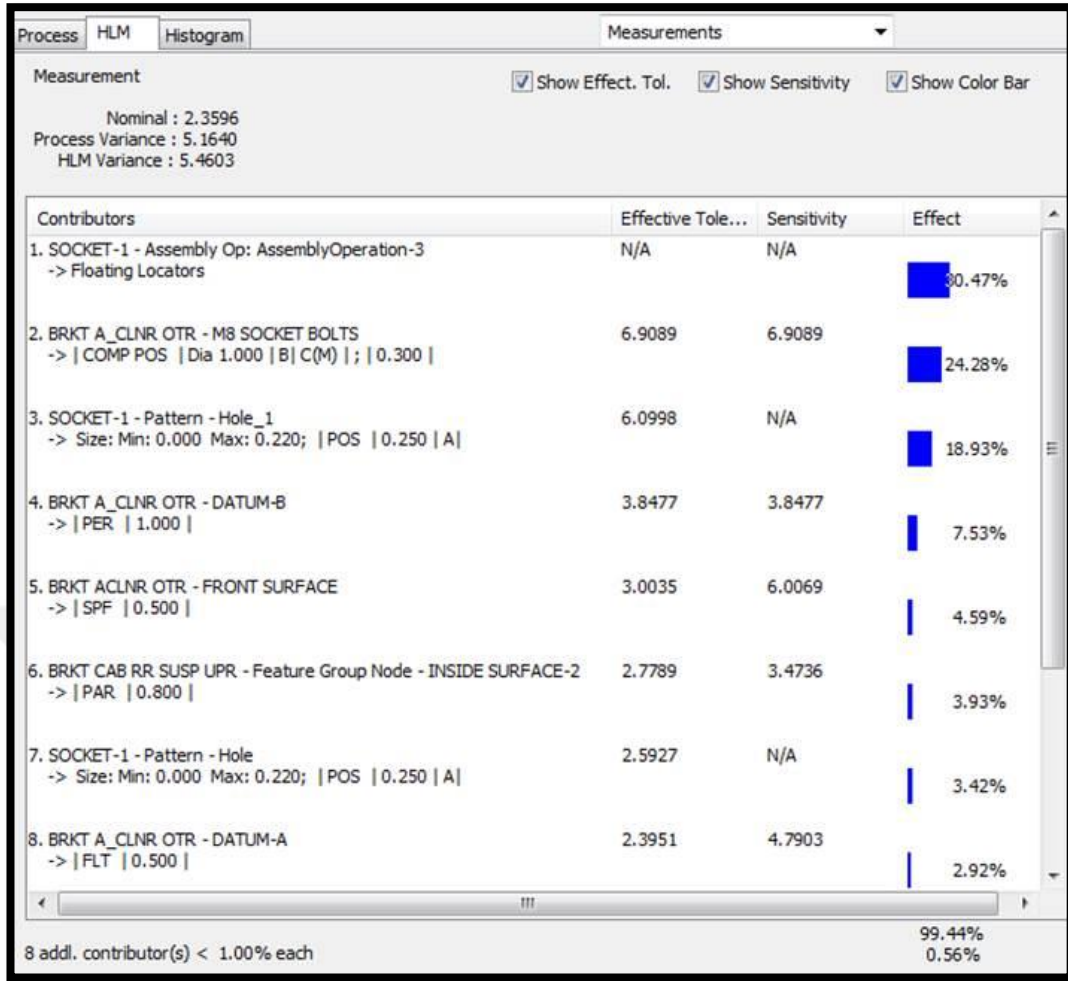 Process HLM Histogram Measurements
Measurement Show Effect. Tol. Show Sensitivity Show Color Bar
Nominal : 2.3596
Process Variance : 5.1640
HLM Variance : 5.4603
Contributors Effective Tole... Sensitivity Effect
1. SOCKET-1 - Assembly Op: AssemblyOperation-3 N/A N/A
-> Floating Locators
30.47%
2. BRKT A_CLNR OTR - M8 SOCKET BOLTS 6.9089 6.9089
-> | COMP POS | Dia 1.000 | B| C(M) | ; | 0.300 |
24.28%
3. SOCKET-1 - Pattern - Hole_1 6.0998 N/A
-> Size: Min: 0.000 Max: 0.220; | POS | 0.250 | A|
18.93%
4. BRKT A_CLNR OTR - DATUM-B 3.8477 3.8477
-> | PER | 1.000 |
7.53%
5. BRKT ACLNR OTR - FRONT SURFACE 3.0035 6.0069
-> | SPF | 0.500 |
4.59%
6. BRKT CAB RR SUSP UPR - Feature Group Node - INSIDE SURFACE-2 2.7789 3.4736
-> | PAR | 0.800 |
3.93%
7. SOCKET-1 - Pattern - Hole 2.5927 N/A
-> Size: Min: 0.000 Max: 0.220; | POS | 0.250 | A|
3.42%
8. BRKT A_CLNR OTR - DATUM-A 2.3951 4.7903
-> | FLT | 0.500 |
2.92%
99.44%
8 addl. contributor(s) < 1.00% each 0.56%